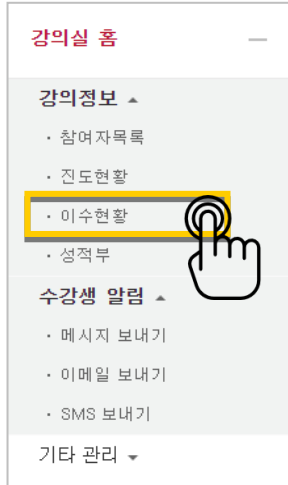 강의실 홈 —
강의정보 ▲
· 참여자목록
· 진도현황
· 이수현황
· 성적부
수강생 알림 ▲
· 메시지 보내기
· 이메일 보내기
· SMS 보내기
기타 관리 ▼